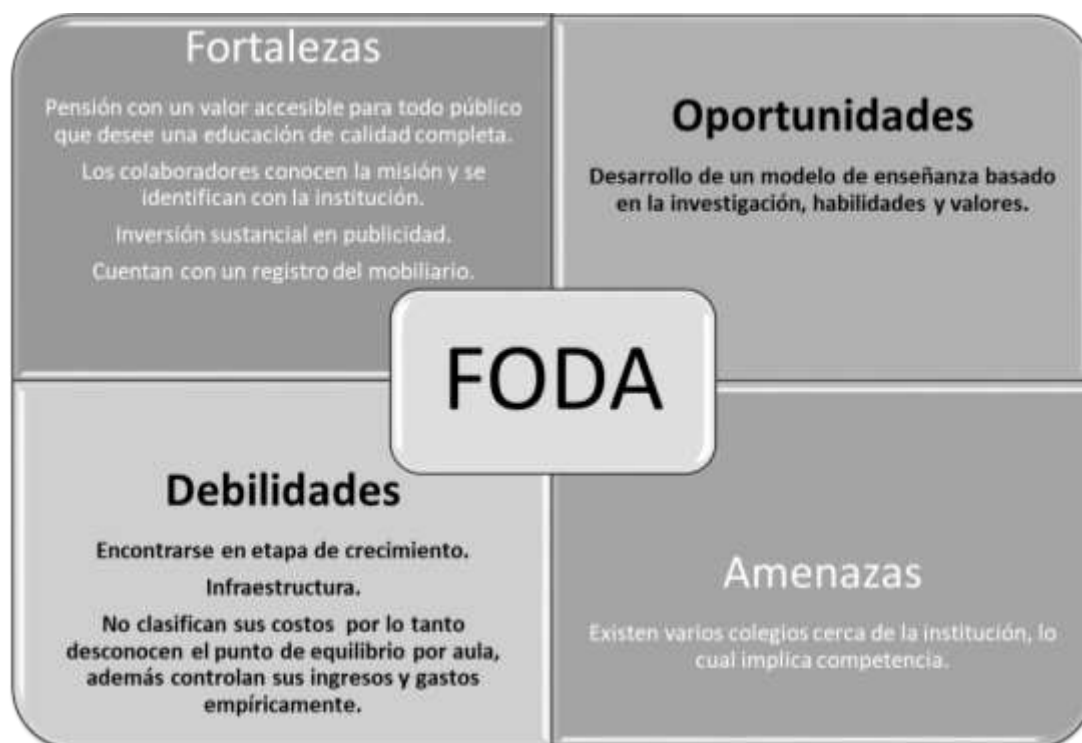 Fortalezas
Pensión con un valor accesible para todo público
que desee una educación de calidad completa.
Los colaboradores conocen la misión y se
identifican con la institución.
Inversión sustancial en publicidad.
Cuentan con un registro del mobiliario.
Oportunidades
Desarrollo de un modelo de enseñanza basado
en la investigación, habilidades y valores.
FODA
Debilidades
Encontrarse en etapa de crecimiento.
Infraestructura.
No clasifican sus costos por lo tanto
desconocen el punto de equilibrio por aula,
además controlan sus ingresos y gastos
empíricamente.
Amenazas
Existen varios colegios cerca de la institución, lo
cual implica competencia.